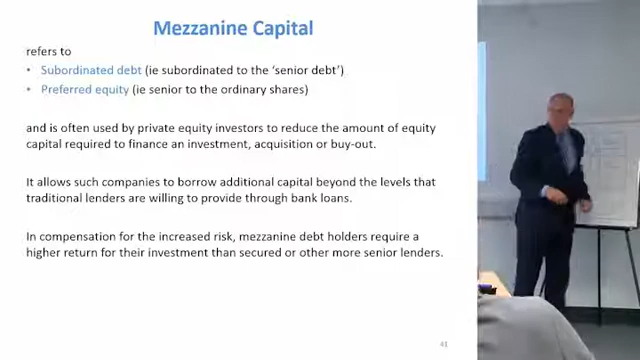 Mezzanine Capital
refers to
• Subordinated debt (ie subordinated to the 'senior debt')
• Preferred equity (ie senior to the ordinary shares)
and is often used by private equity investors to reduce the amount of equity
capital required to finance an investment, acquisition or buy-out.
It allows such companies to borrow additional capital beyond the levels that
traditional lenders are willing to provide through bank loans.
In compensation for the increased risk, mezzanine debt holders require a
higher return for their investment than secured or other more senior lenders.
41